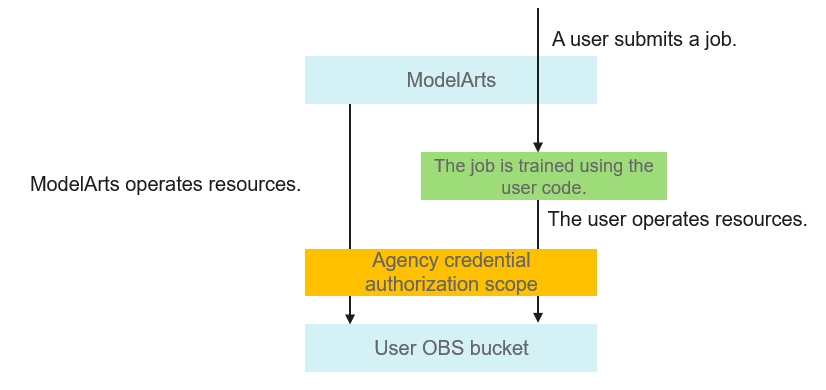 A user submits a job.
ModelArts
The job is trained using the
user code.
ModelArts operates resources.
The user operates resources.
Agency credential
authorization scope
User OBS bucket